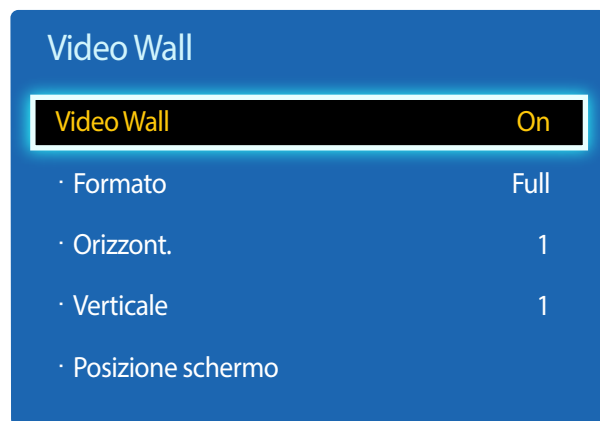 Video Wall
Video Wall On
· Formato Full
· Orizzont. 1
· Verticale 1
· Posizione schermo